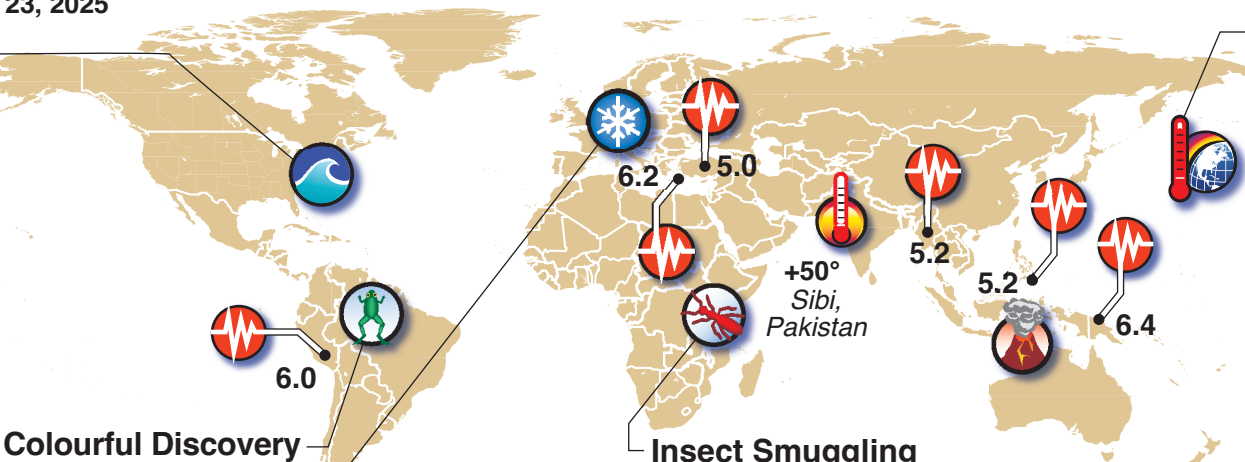 23, 2025
6.2
5.0
5.2
5.2
+50°
Sibi,
Pakistan
6.4
6.0
Colourful Discovery
Insect Smuggling